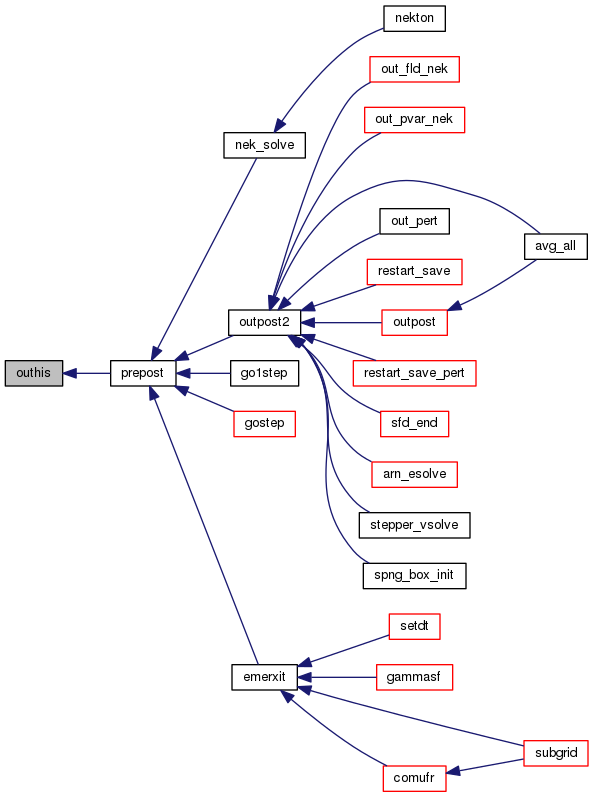 nekton
out_fld_nek
out_pvar_nek
nek_solve
out_pert
avg_all
restart_save
outpost2
outpost
outhis
prepost
go1step
restart_save_pert
gostep
sfd_end
arn_esolve
stepper_vsolve
spng_box_init
setdt
emerxit
gammasf
subgrid
comufr